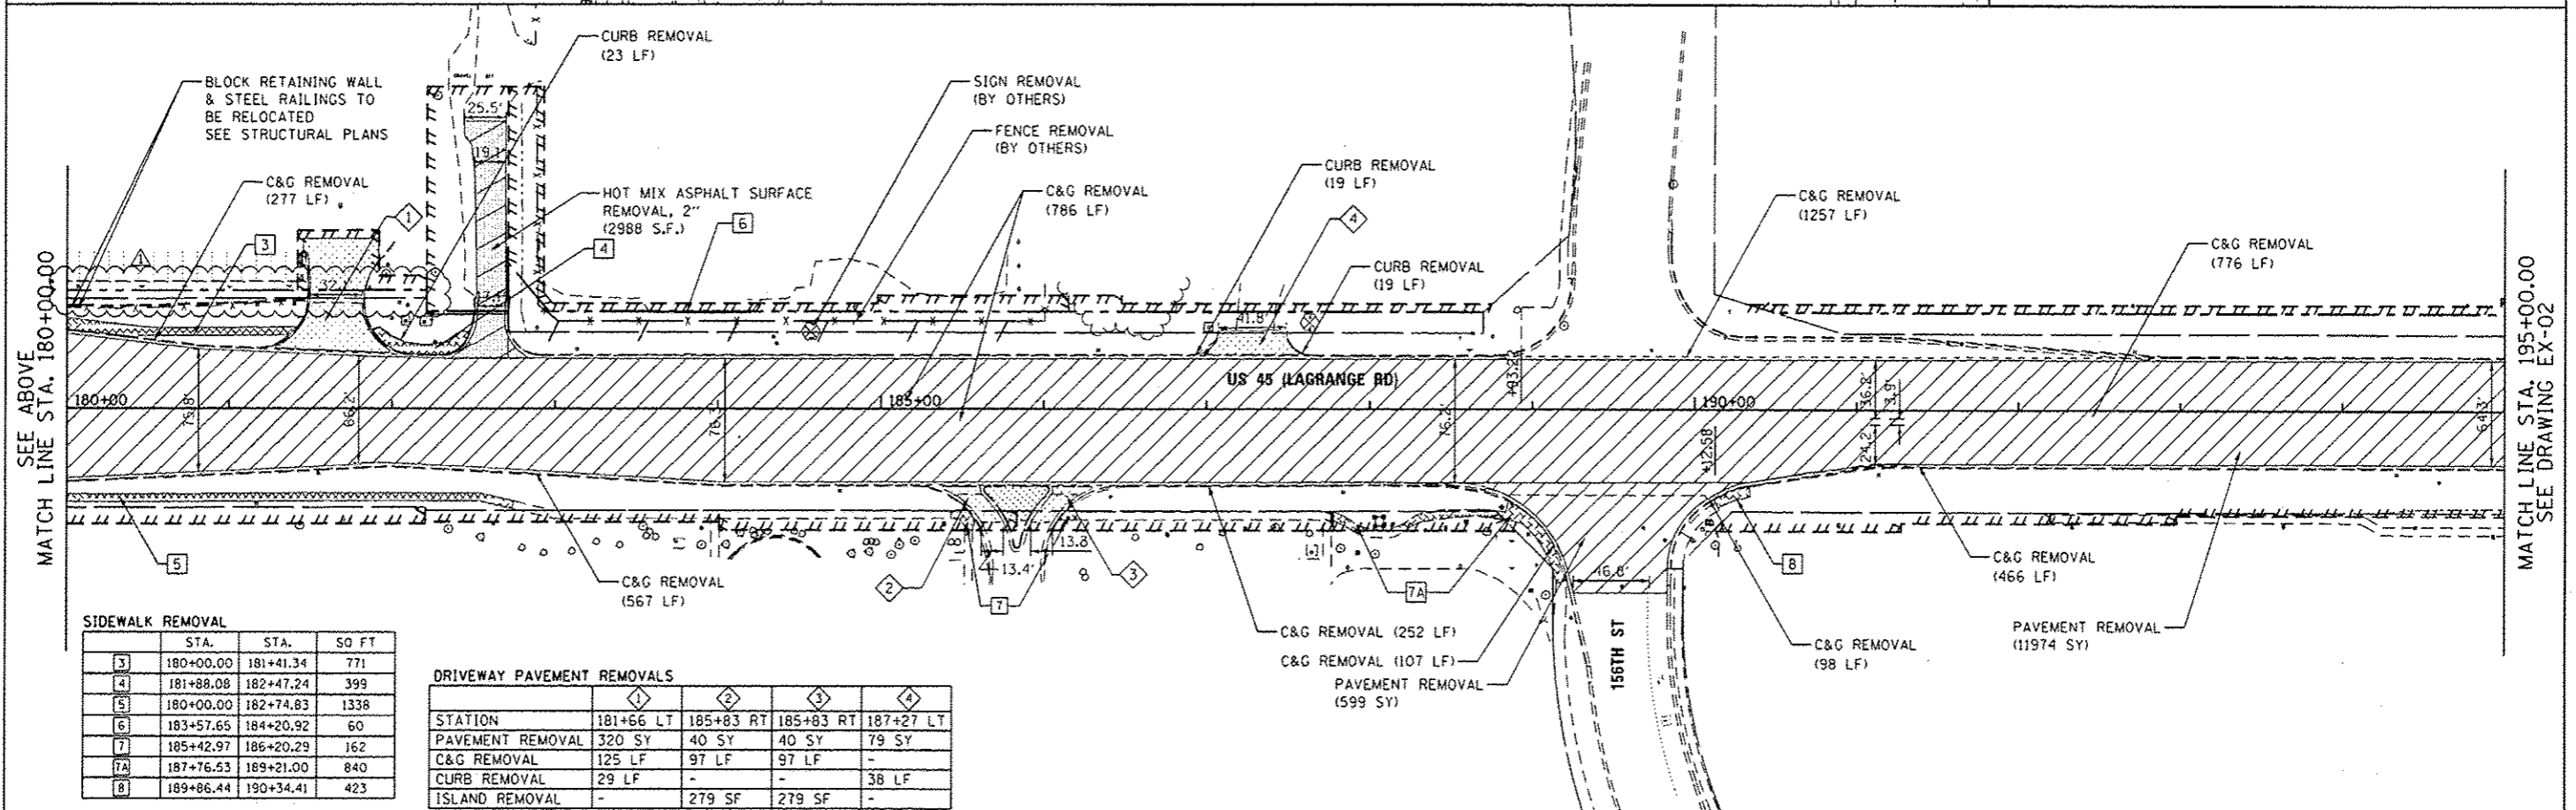 CURB REMOVAL
(23 LF)
BLOCK RETAINING WALL
& STEEL RAILINGS TO
BE RELOCATED
SEE STRUCTURAL PLANS
SIGN REMOVAL
(BY OTHERS)
FENCE REMOVAL
(BY OTHERS)
25.5'
19.1'
C&G REMOVAL
(277 LF)
1
3
HOT MIX ASPHALT SURFACE
REMOVAL, 2"
(2988 S.F.)
6
4
C&G REMOVAL
(786 LF)
CURB REMOVAL
(19 LF)
4
CURB REMOVAL
(19 LF)
C&G REMOVAL
(1257 LF)
C&G REMOVAL
(776 LF)
1
41.8'
SEE ABOVE
MATCH LINE STA. 180+00.00
MATCH LINE STA. 195+00.00
SEE DRAWING EX-02
US 45 (LAGRANGE RD)
180+00
185+00
190+00
75.8'
66.2'
76.2'
+93.22
+12.58
36.2'
3.9'
24.2'
64.3'
5
C&G REMOVAL
(567 LF)
2
13.8'
13.4'
7
3
7A
8
C&G REMOVAL (252 LF)
C&G REMOVAL (107 LF)
PAVEMENT REMOVAL
(599 SY)
156TH ST
C&G REMOVAL
(98 LF)
C&G REMOVAL
(466 LF)
PAVEMENT REMOVAL
(11974 SY)
SIDEWALK REMOVAL
STA. STA. SQ FT
3 180+00.00 181+41.34 771
4 181+88.08 182+47.24 399
5 180+00.00 182+74.83 1338
6 183+57.65 184+20.92 60
7 185+42.97 186+20.29 162
7A 187+76.53 189+21.00 840
8 189+86.44 190+34.41 423
DRIVEWAY PAVEMENT REMOVALS
1 2 3 4
STATION 181+66 LT 185+83 RT 185+83 RT 187+27 LT
PAVEMENT REMOVAL 320 SY 40 SY 40 SY 79 SY
C&G REMOVAL 125 LF 97 LF 97 LF -
CURB REMOVAL 29 LF - - 38 LF
ISLAND REMOVAL - 279 SF 279 SF -